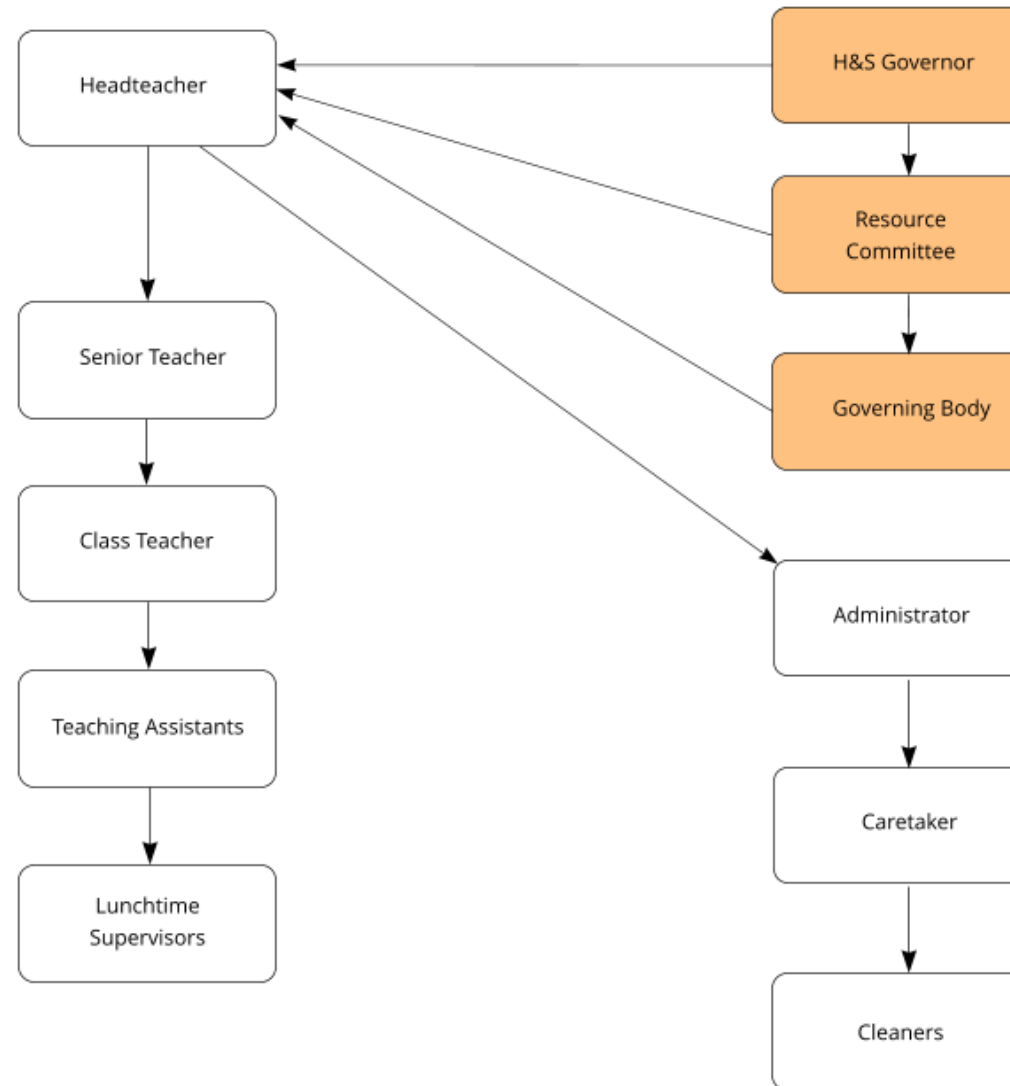 Headteacher
H&S Governor
Resource
Committee
Senior Teacher
Governing Body
Class Teacher
Administrator
Teaching Assistants
Caretaker
Lunchtime
Supervisors
Cleaners